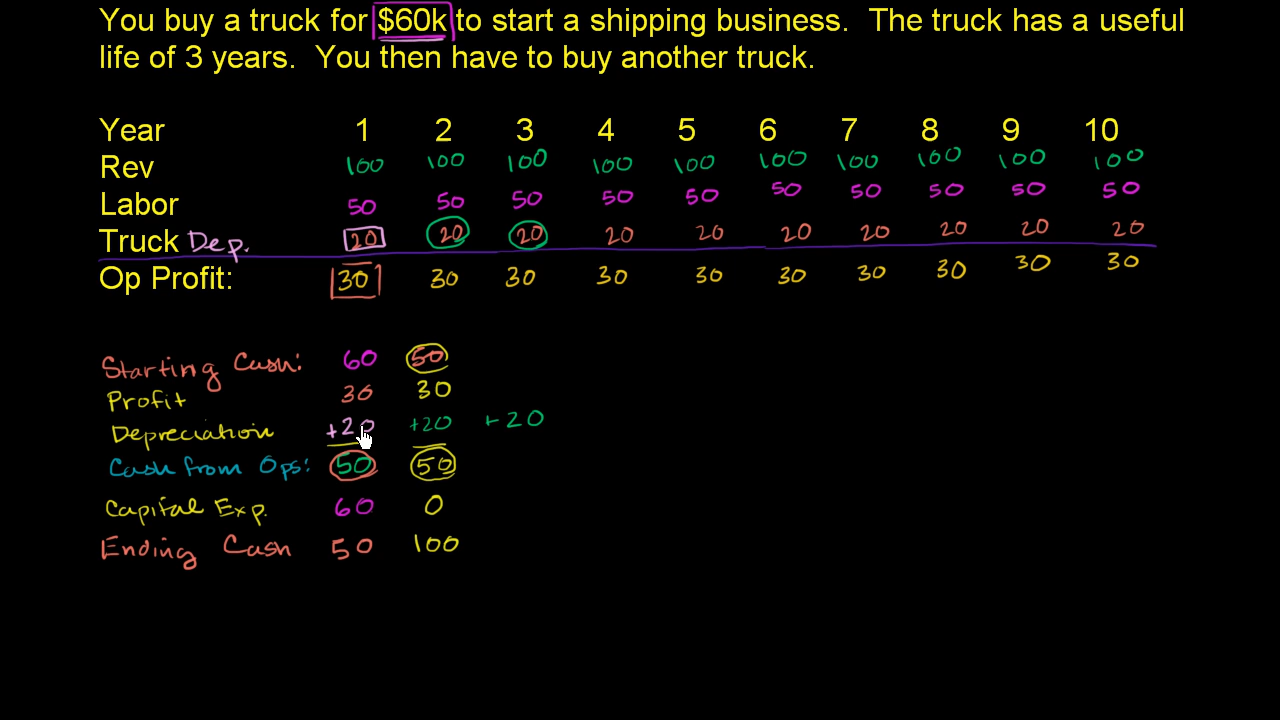 You buy a truck for $60k to start a shipping business. The truck has a useful
life of 3 years. You then have to buy another truck.
Year 1 2 3 4 5 6 7 8 9 10
Rev 100 100 100 100 100 100 100 100 100 100
Labor 50 50 50 50 50 50 50 50 50 50
Truck Dep. 20 20 20 20 20 20 20 20 20 20
Op Profit: 30 30 30 30 30 30 30 30 30 30
Starting Cash: 60 50
Profit 30 30
Depreciation +20 +20 +20
Cash from Ops: 50 50
Capital Exp. 60 0
Ending Cash 50 100